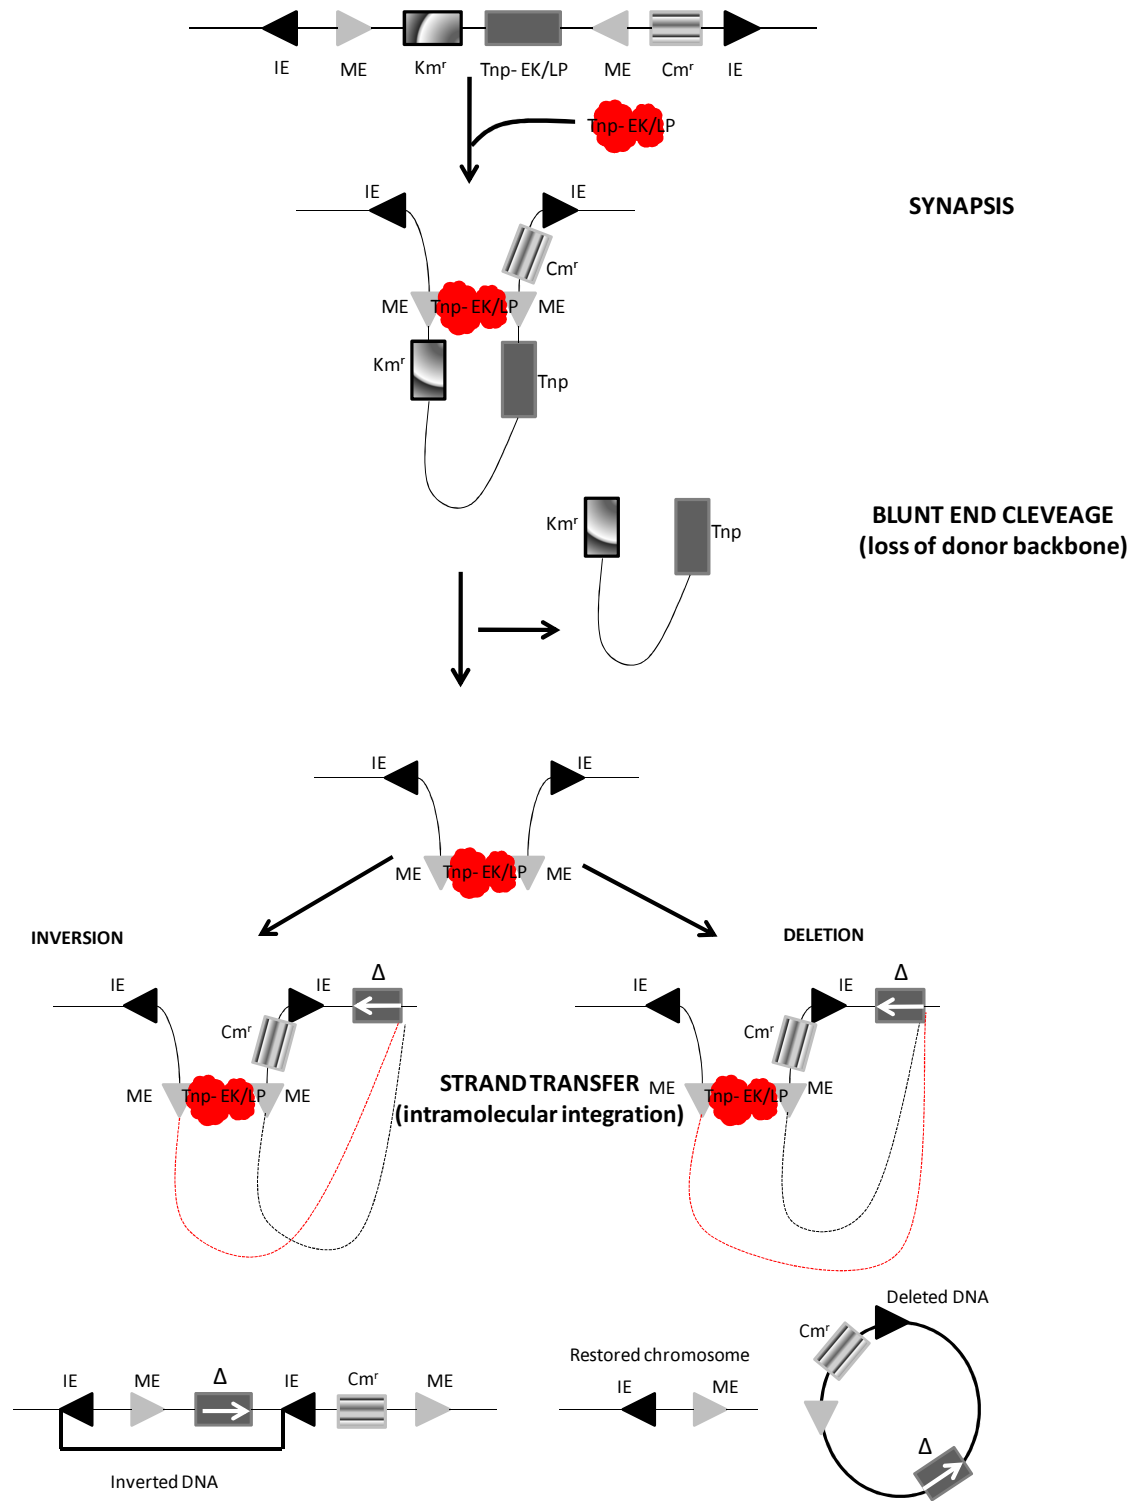 IE ME Kmʳ Tnp- EK/LP ME Cmʳ IE
Tnp- EK/LP
IE IE
SYNAPSIS
Cmʳ
ME Tnp- EK/LP ME
Kmʳ
Tnp
Kmʳ Tnp
BLUNT END CLEVEAGE
(loss of donor backbone)
IE IE
ME Tnp- EK/LP ME
INVERSION
DELETION
IE IE Δ
Cmʳ
ME Tnp- EK/LP ME
STRAND TRANSFER
(intramolecular integration)
IE IE Δ
Cmʳ
ME Tnp- EK/LP ME
IE ME Δ IE Cmʳ ME
Inverted DNA
Restored chromosome
IE ME
Deleted DNA
Cmʳ
Δ